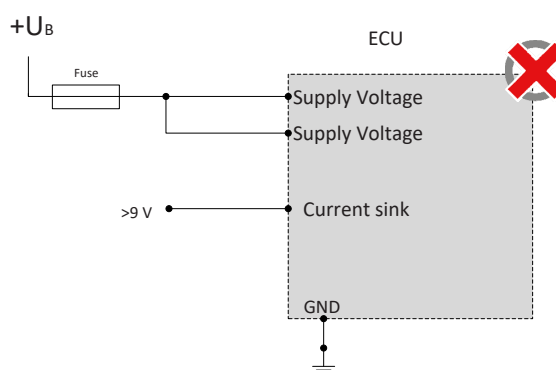 +UB
ECU
Fuse
Supply Voltage
Supply Voltage
>9 V
Current sink
GND